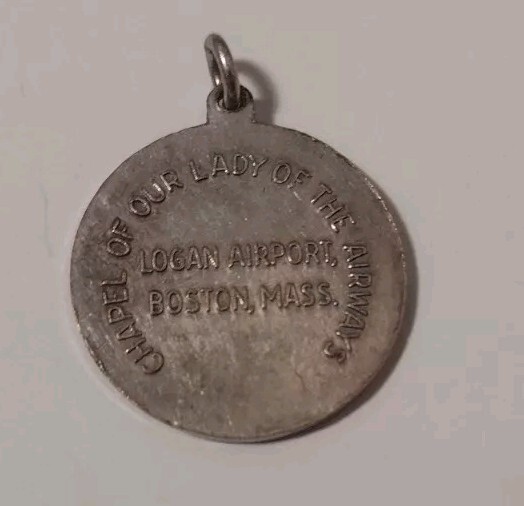 CHAPEL OF OUR LADY OF THE AIRWAYS
LOGAN AIRPORT,
BOSTON, MASS.